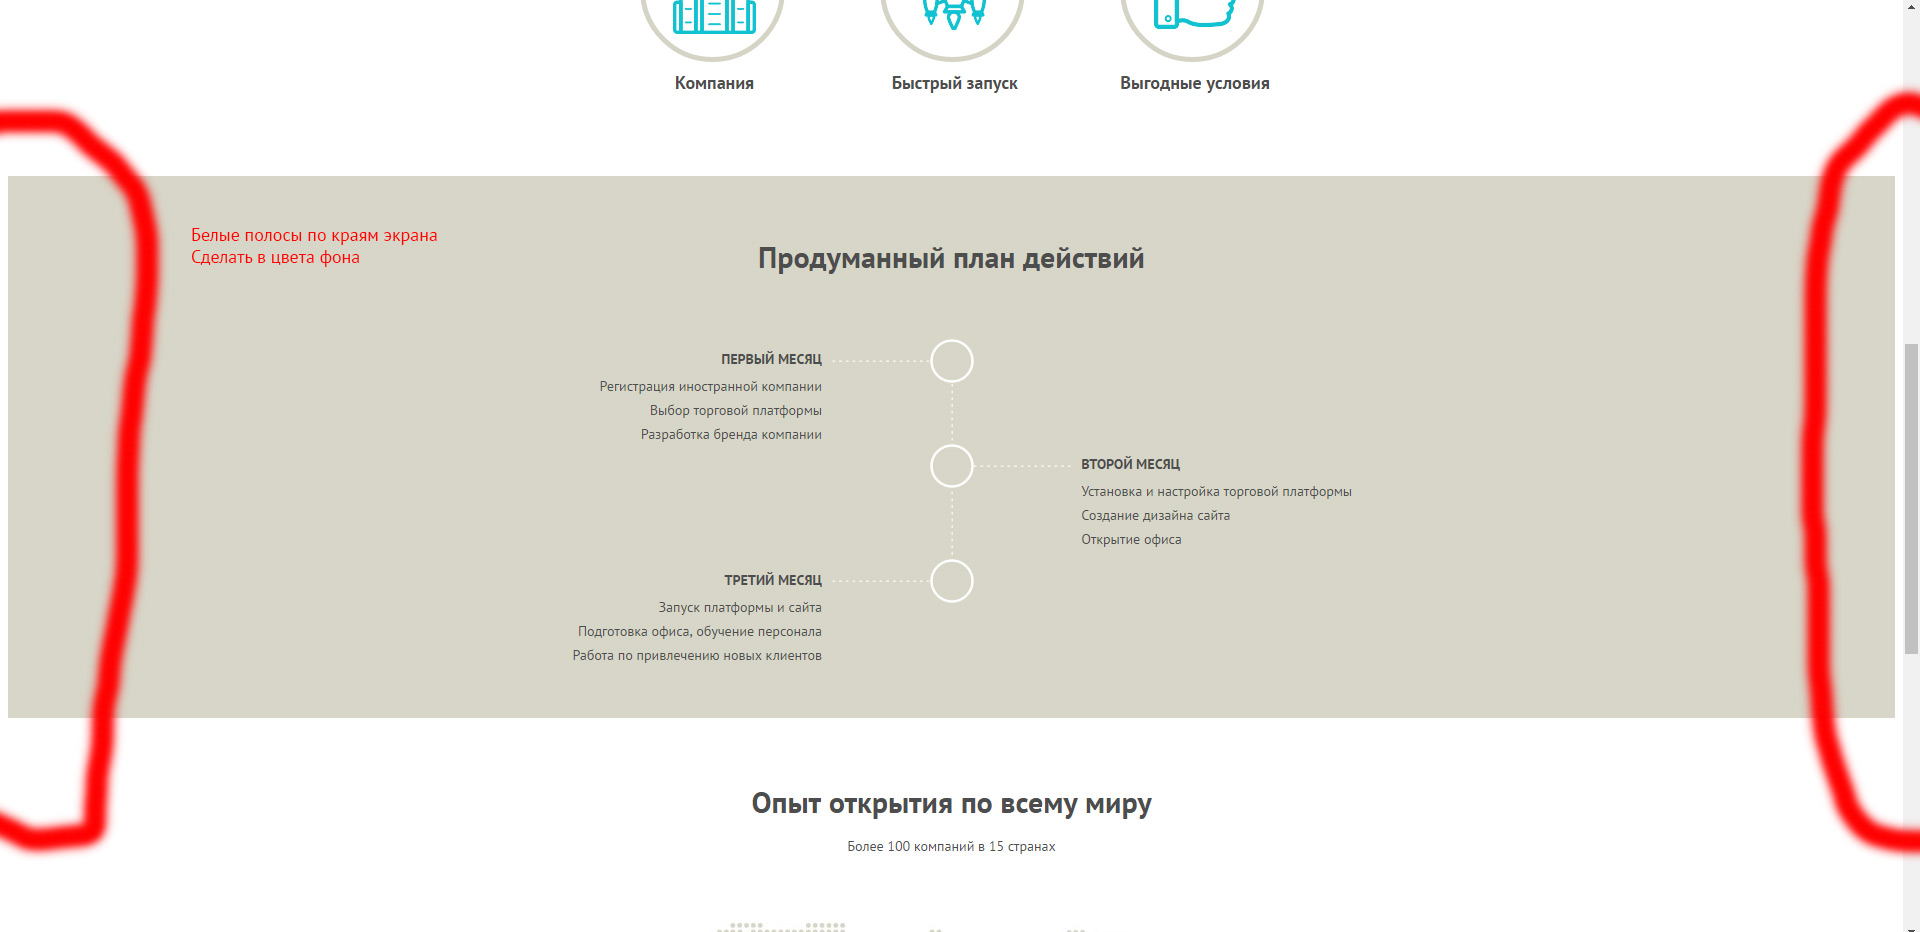 Компания
Быстрый запуск
Выгодные условия
Белые полосы по краям экрана
Сделать в цвета фона
Продуманный план действий
ПЕРВЫЙ МЕСЯЦ
Регистрация иностранной компании
Выбор торговой платформы
Разработка бренда компании
ВТОРОЙ МЕСЯЦ
Установка и настройка торговой платформы
Создание дизайна сайта
Открытие офиса
ТРЕТИЙ МЕСЯЦ
Запуск платформы и сайта
Подготовка офиса, обучение персонала
Работа по привлечению новых клиентов
Опыт открытия по всему миру
Более 100 компаний в 15 странах